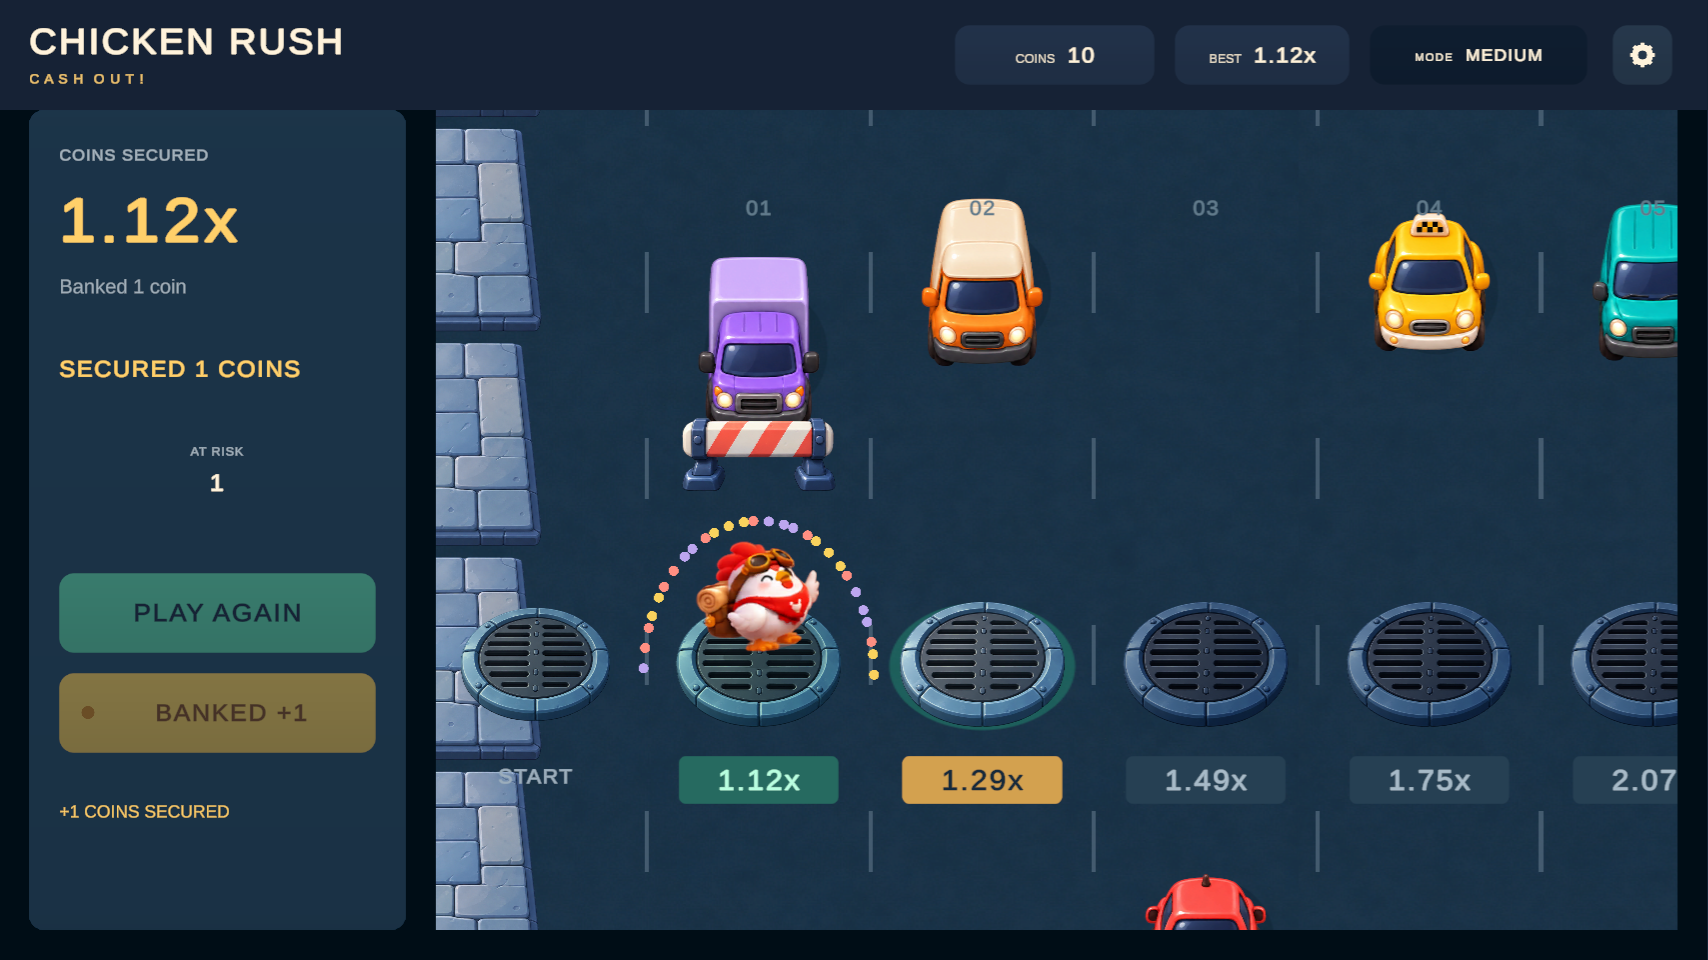 CHICKEN RUSH
CASH OUT!
COINS 10
BEST 1.12x
MODE MEDIUM
COINS SECURED
1.12x
Banked 1 coin
SECURED 1 COINS
AT RISK
1
PLAY AGAIN
BANKED +1
+1 COINS SECURED
01
02
03
04
05
START
1.12x
1.29x
1.49x
1.75x
2.07